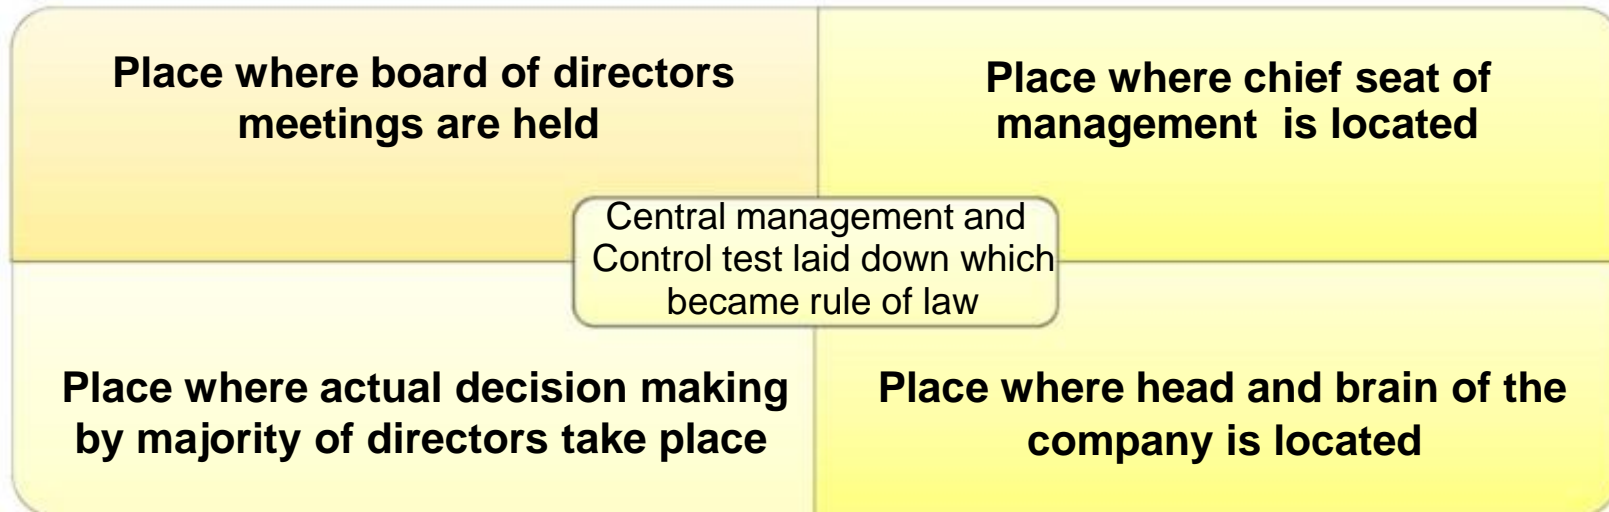 Place where board of directors
meetings are held
Place where chief seat of
management is located
Central management and
Control test laid down which
became rule of law
Place where actual decision making
by majority of directors take place
Place where head and brain of the
company is located